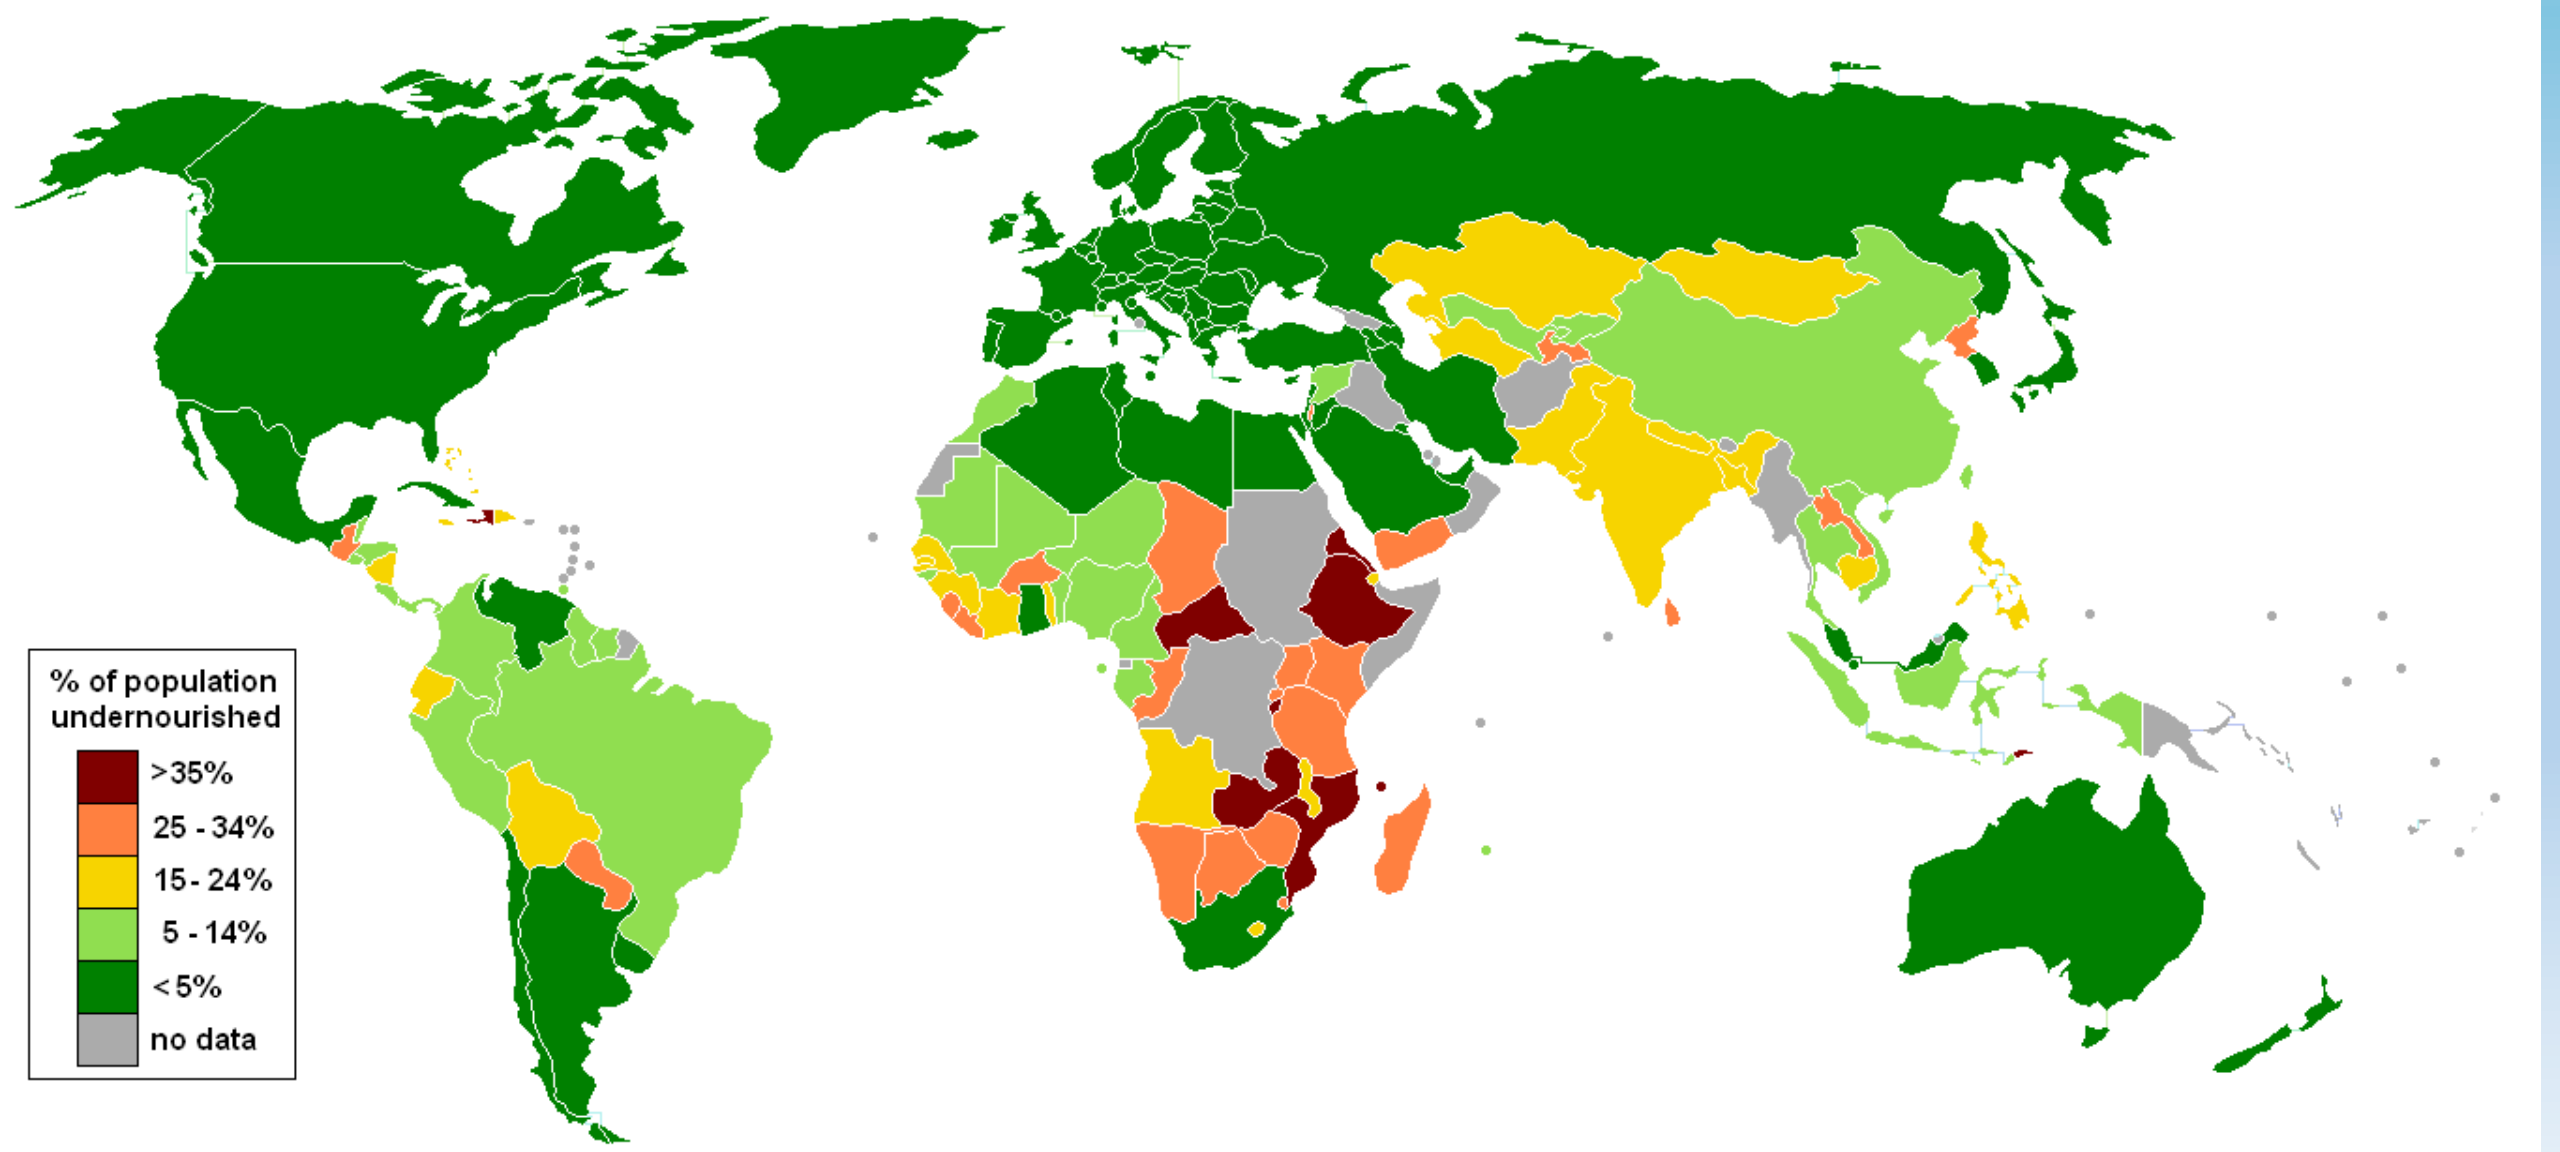 % of population
undernourished
>35%
25 - 34%
15 - 24%
5 - 14%
< 5%
no data